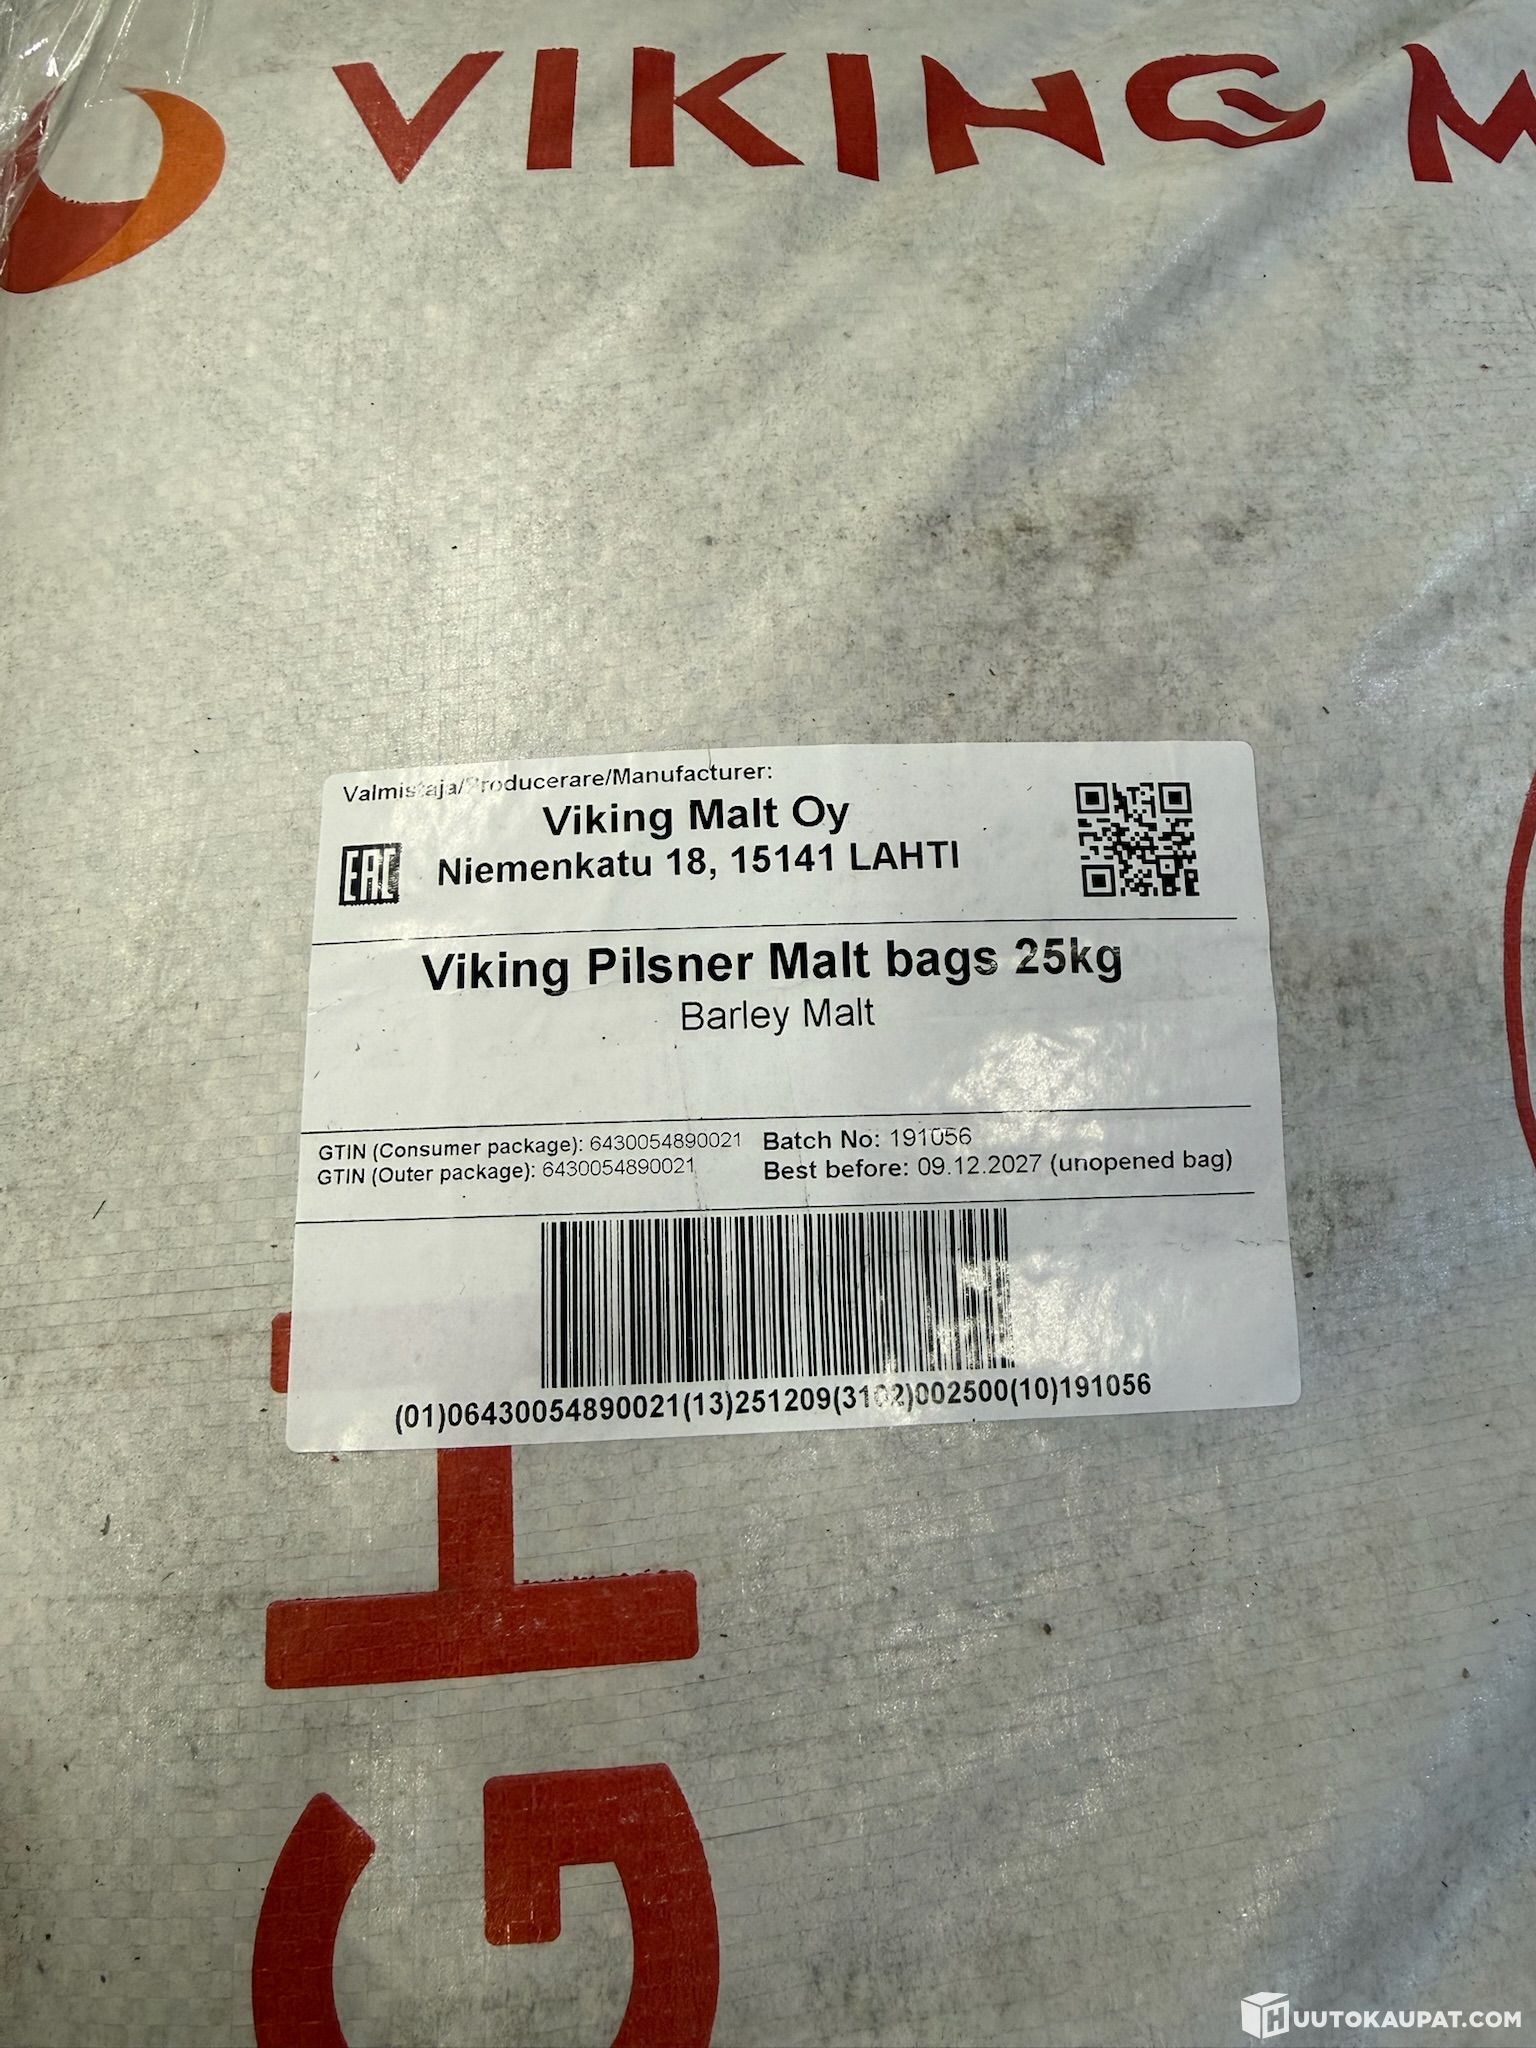 VIKING M
Valmistaja/Producerare/Manufacturer:
Viking Malt Oy
EAC
Niemenkatu 18, 15141 LAHTI
Viking Pilsner Malt bags 25kg
Barley Malt
GTIN (Consumer package): 6430054890021 Batch No: 191056
GTIN (Outer package): 6430054890021 Best before: 09.12.2027 (unopened bag)
(01)06430054890021(13)251209(3102)002500(10)191056
G
HUUTOKAUPAT.COM